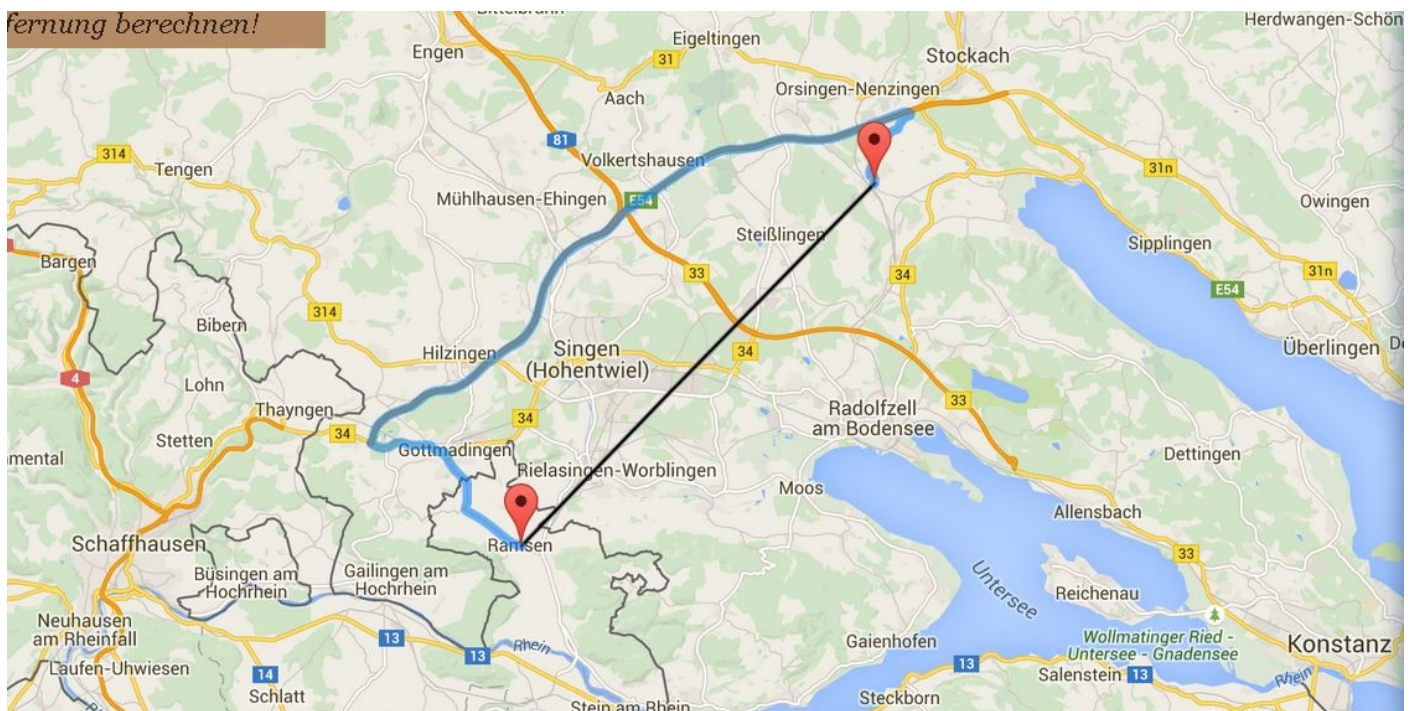 fernung berechnen!
Engen
Eigeltingen
31
Stockach
Herdwangen-Schön
Aach
Orsingen-Nenzingen
81
314
Tengen
Volkertshausen
31n
Mühlhausen-Ehingen
E54
Owingen
Steißlingen
Sipplingen
Bargen
33
34
31n
E54
314
Bibern
Überlingen
Hilzingen
Singen
(Hohentwiel)
34
4
Lohn
Thayngen
33
Radolfzell
am Bodensee
34
34
Stetten
Gottmadingen
Dettingen
Rielasingen-Worblingen
Moos
Allensbach
Schaffhausen
Ramsen
33
Büsingen am
Hochrhein
Gailingen am
Hochrhein
Untersee
Reichenau
Neuhausen
am Rheinfall
13
Rhein
Gaienhofen
Wollmatinger Ried -
Untersee - Gnadensee
Konstanz
Laufen-Uhwiesen
13
13
14
Salenstein
13
Rhein
Schlatt
Steckborn
Stein am Rhein